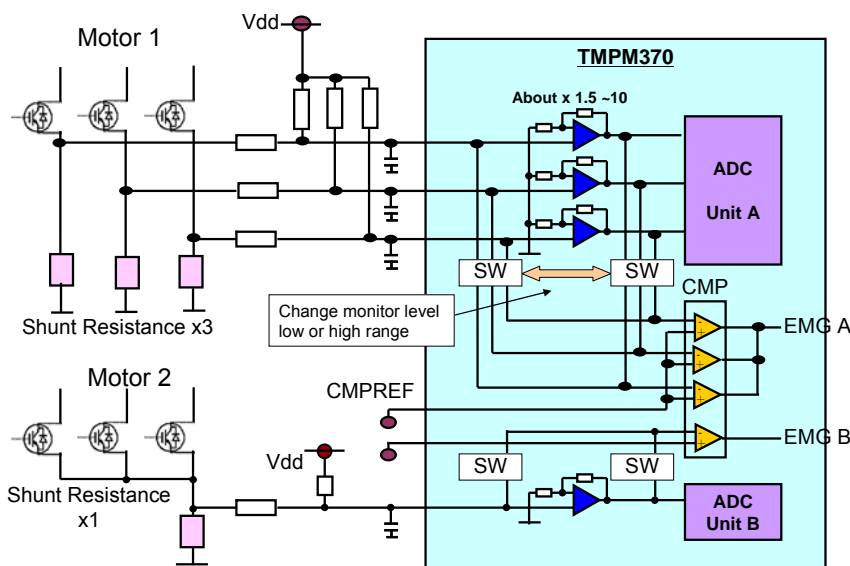 Motor 1
Vdd
TMPM370
About x 1.5 ~10
ADC
Unit A
SW
SW
CMP
Change monitor level
low or high range
Shunt Resistance x3
EMG A
Motor 2
CMPREF
EMG B
Vdd
SW
SW
Shunt Resistance
x1
ADC
Unit B
- +
- +
- +
- +